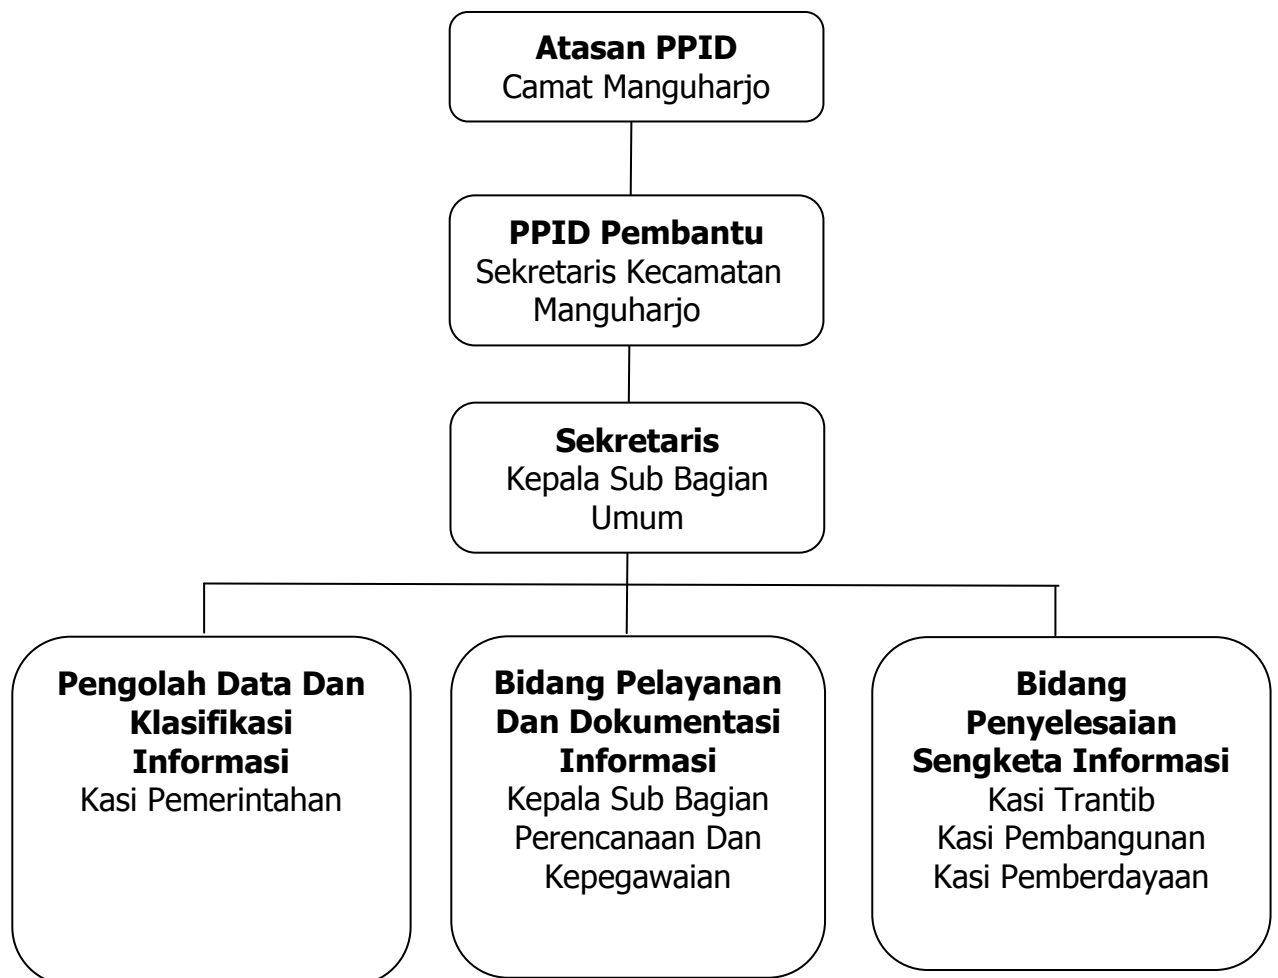 Atasan PPID
Camat Manguharjo
PPID Pembantu
Sekretaris Kecamatan
Manguharjo
Sekretaris
Kepala Sub Bagian
Umum
Pengolah Data Dan
Klasifikasi
Informasi
Kasi Pemerintahan
Bidang Pelayanan
Dan Dokumentasi
Informasi
Kepala Sub Bagian
Perencanaan Dan
Kepegawaian
Bidang
Penyelesaian
Sengketa Informasi
Kasi Trantib
Kasi Pembangunan
Kasi Pemberdayaan